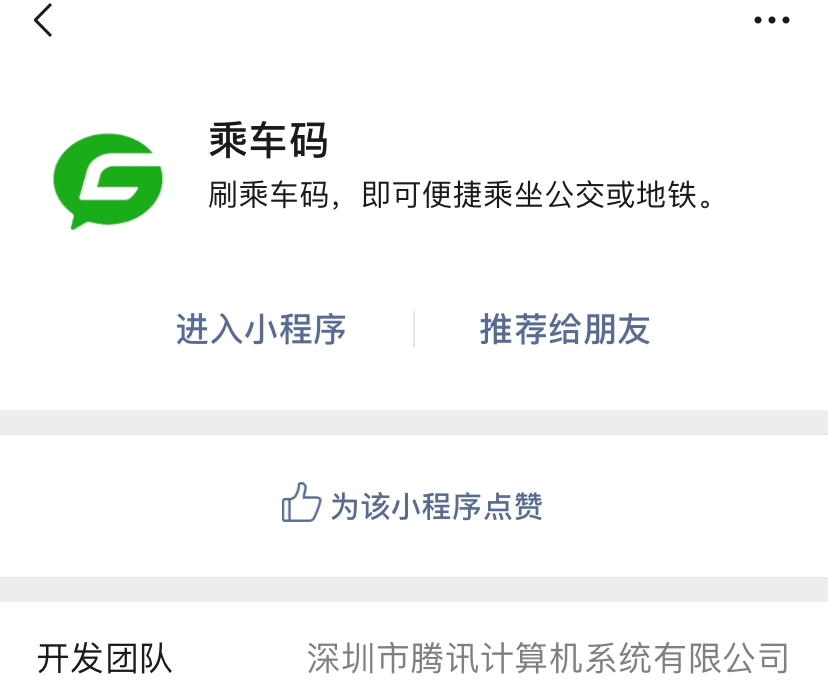 乘车码
刷乘车码，即可便捷乘坐公交或地铁。
进入小程序
推荐给朋友
为该小程序点赞
开发团队 深圳市腾讯计算机系统有限公司